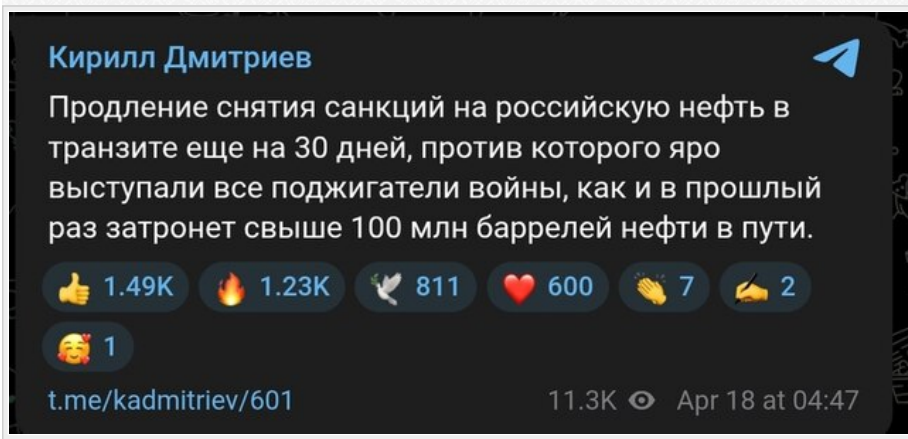 Кирилл Дмитриев
Продление снятия санкций на российскую нефть в
транзите еще на 30 дней, против которого яро
выступали все поджигатели войны, как и в прошлый
раз затронет свыше 100 млн баррелей нефти в пути.
👍 1.49K 🔥 1.23K 🕊 811 ❤️ 600 👏 7 ✍️ 2
🥰 1
t.me/kadmitriev/601 11.3K Apr 18 at 04:47